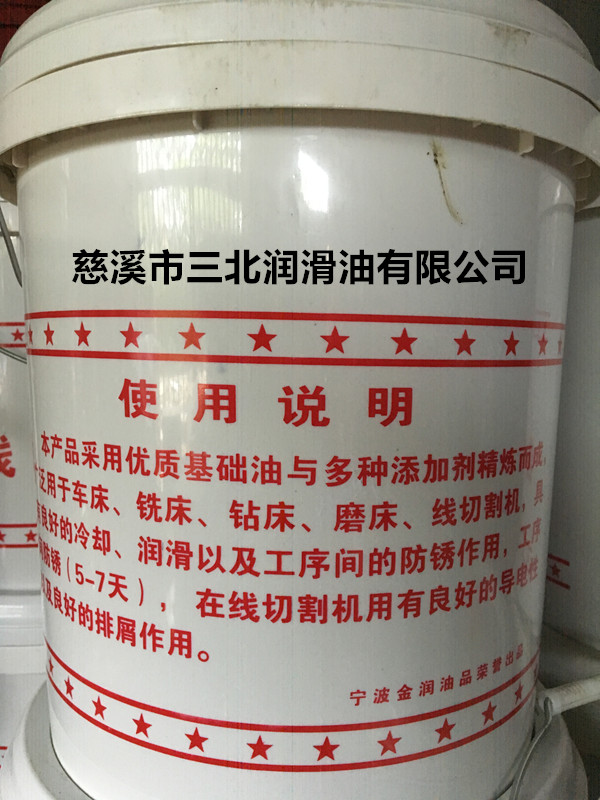 慈溪市三北润滑油有限公司
使用说明
本产品采用优质基础油与多种添加剂精炼而成,
泛用于车床、铣床、钻床、磨床、线切割机,具
有良好的冷却、润滑以及工序间的防锈作用,工序
防锈(5-7天),在线切割机用有良好的导电性
及良好的排屑作用。
宁波金润油品荣誉出品
线